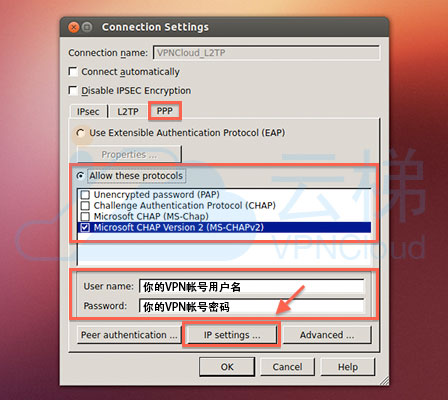 Connection Settings
Connection name: VPNCloud_L2TP
Connect automatically
Disable IPSEC Encryption
IPsec L2TP PPP
Use Extensible Authentication Protocol (EAP)
Properties ...
Allow these protocols
Unencrypted password (PAP)
Challenge Authentication Protocol (CHAP)
Microsoft CHAP (MS-Chap)
Microsoft CHAP Version 2 (MS-CHAPv2)
云梯
VPNCloud
User name: 你的VPN帐号用户名
Password: 你的VPN帐号密码
Peer authentication ... IP settings ... Advanced ...
OK Cancel Help